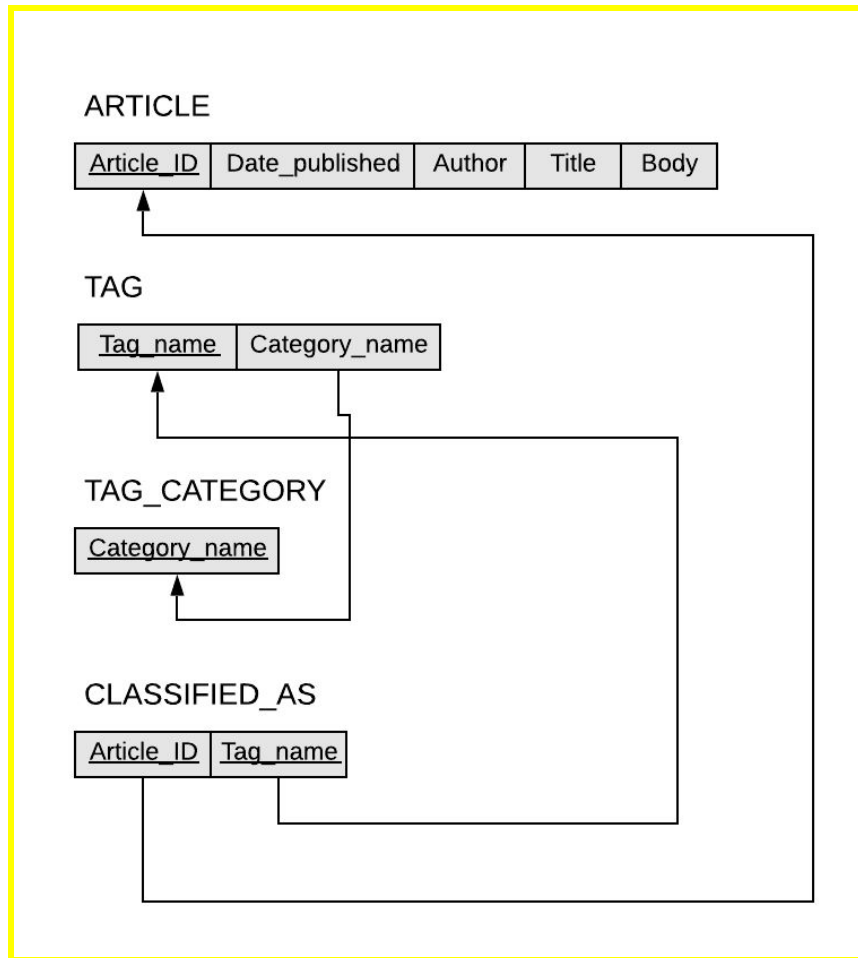 ARTICLE
Article_ID Date_published Author Title Body
TAG
Tag_name Category_name
TAG_CATEGORY
Category_name
CLASSIFIED_AS
Article_ID Tag_name